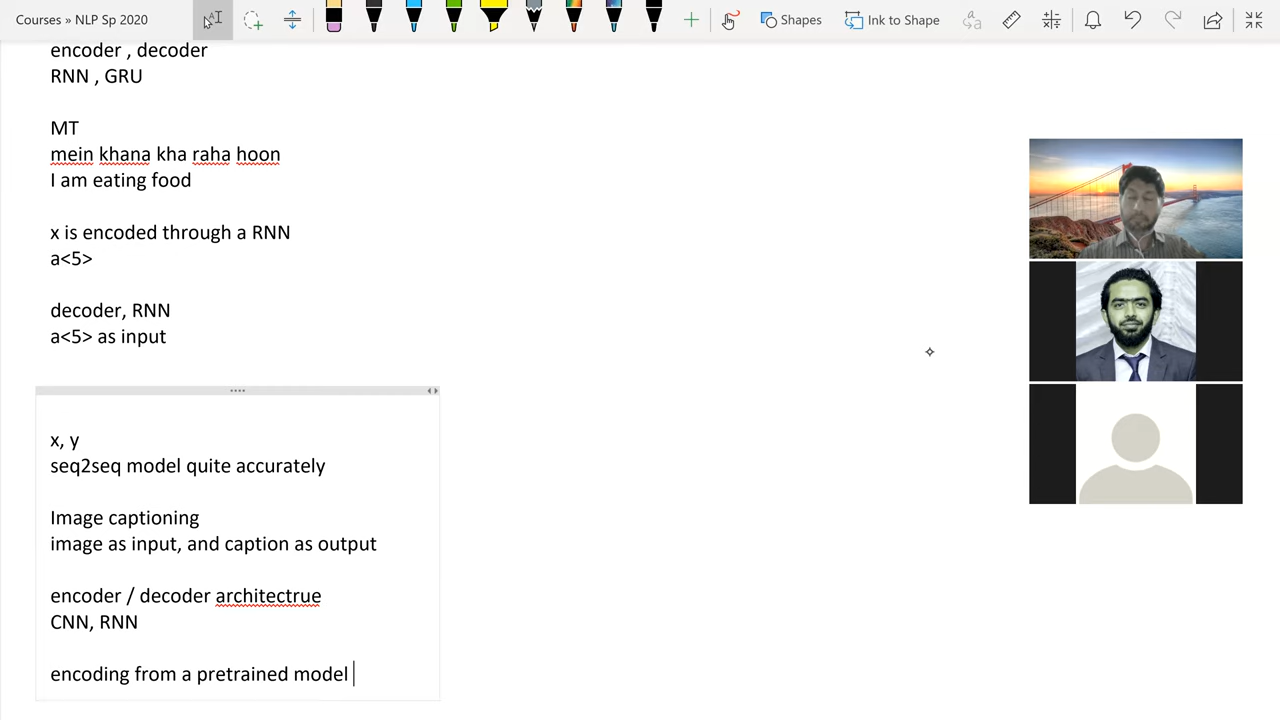 Courses » NLP Sp 2020
Shapes
Ink to Shape
encoder , decoder
RNN , GRU
MT
mein khana kha raha hoon
I am eating food
x is encoded through a RNN
a<5>
decoder, RNN
a<5> as input
x, y
seq2seq model quite accurately
Image captioning
image as input, and caption as output
encoder / decoder architectrue
CNN, RNN
encoding from a pretrained model